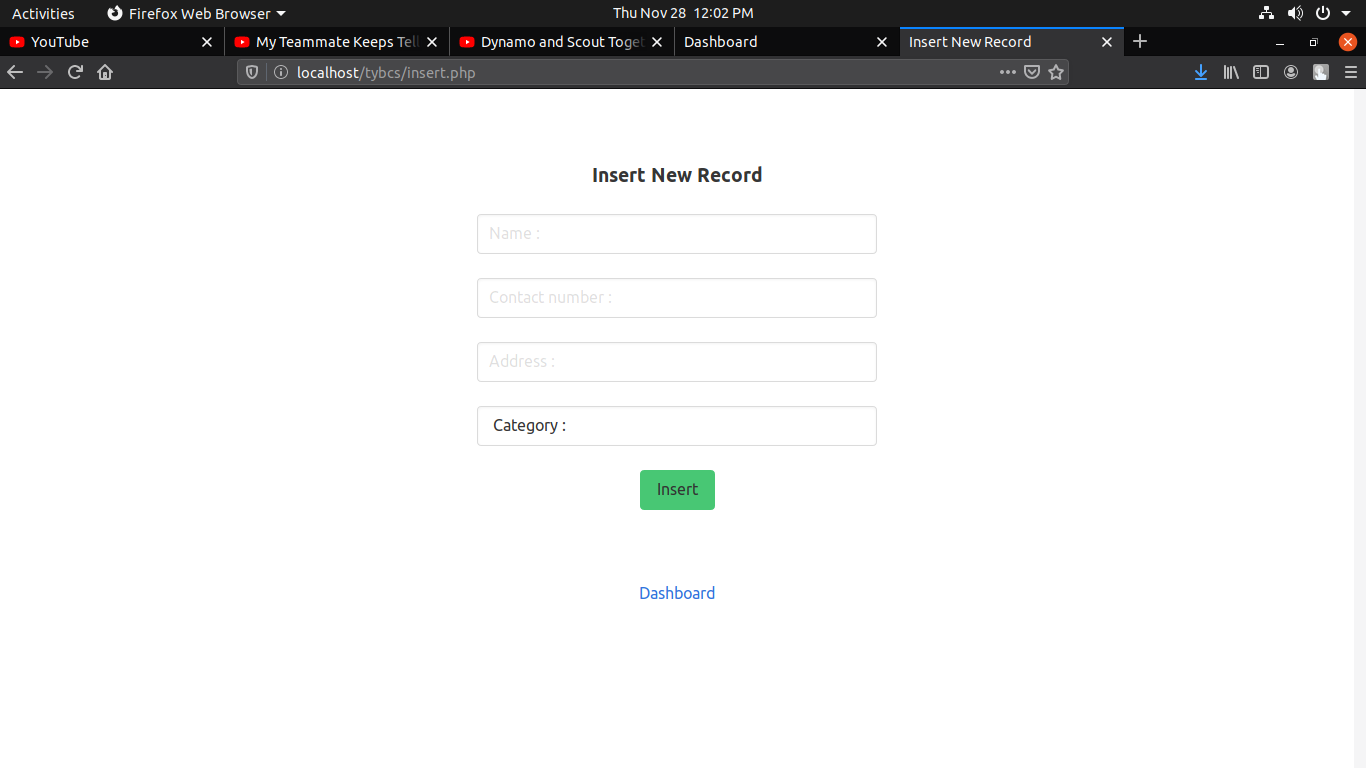 Activities Firefox Web Browser Thu Nov 28 12:02 PM
YouTube My Teammate Keeps Tell Dynamo and Scout Toget Dashboard Insert New Record
localhost/tybcs/insert.php
Insert New Record
Name :
Contact number :
Address :
Category :
Insert
Dashboard